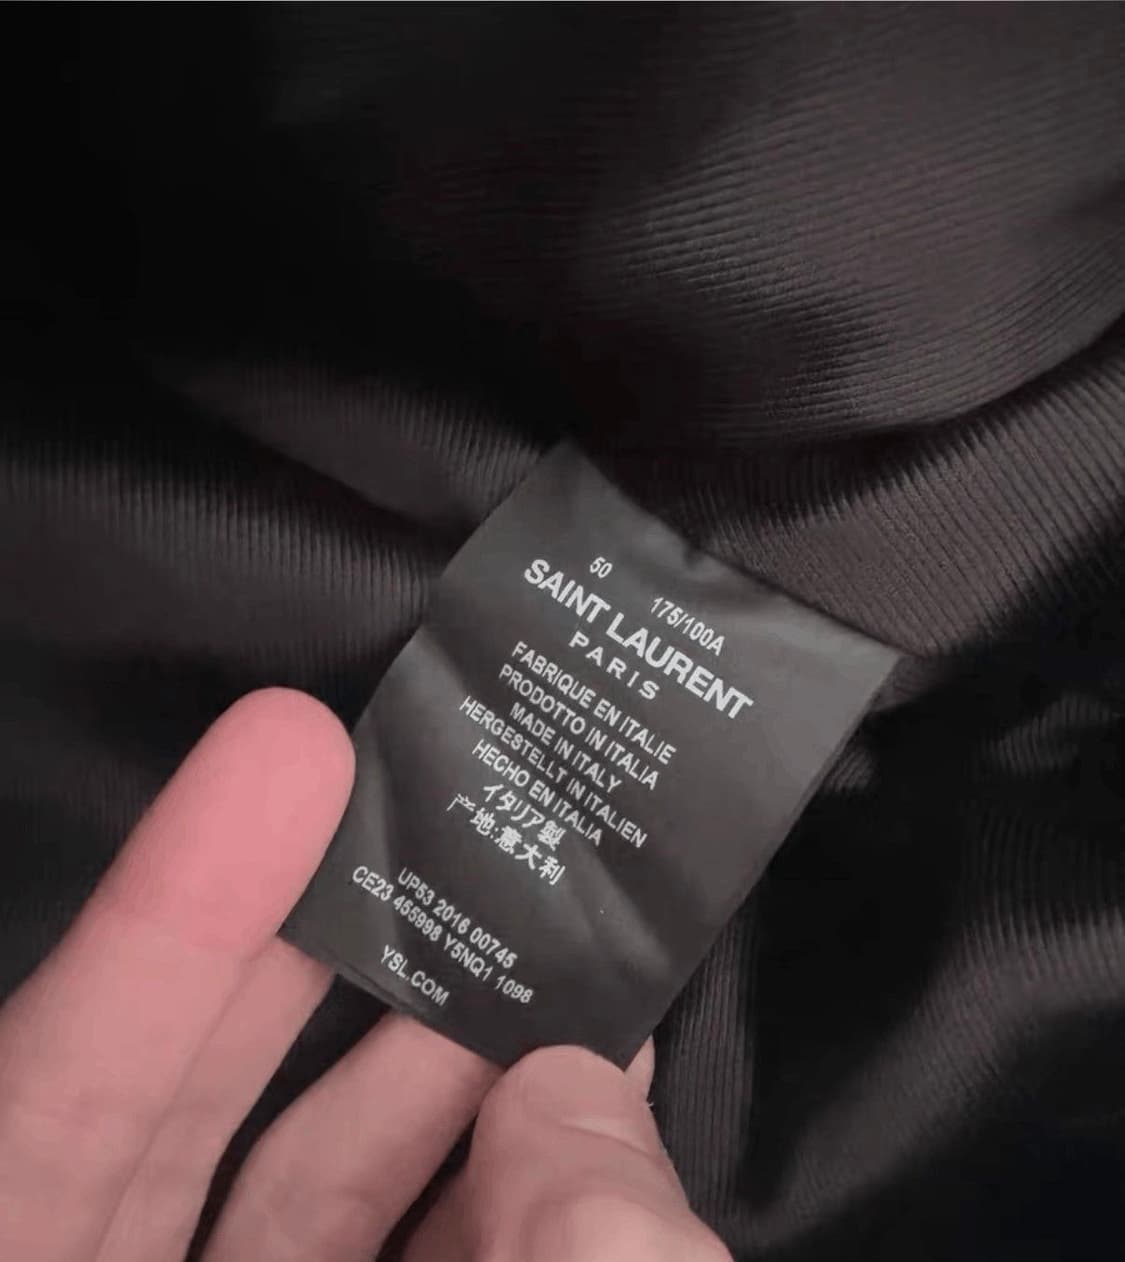 50 175/100A
SAINT LAURENT
PARIS
FABRIQUE EN ITALIE
PRODOTTO IN ITALIA
MADE IN ITALY
HERGESTELLT IN ITALIEN
HECHO EN ITALIA
イタリア製
产地:意大利
UP53 2016 00745
CE23 455998 Y5NQ1 1098
YSL.COM